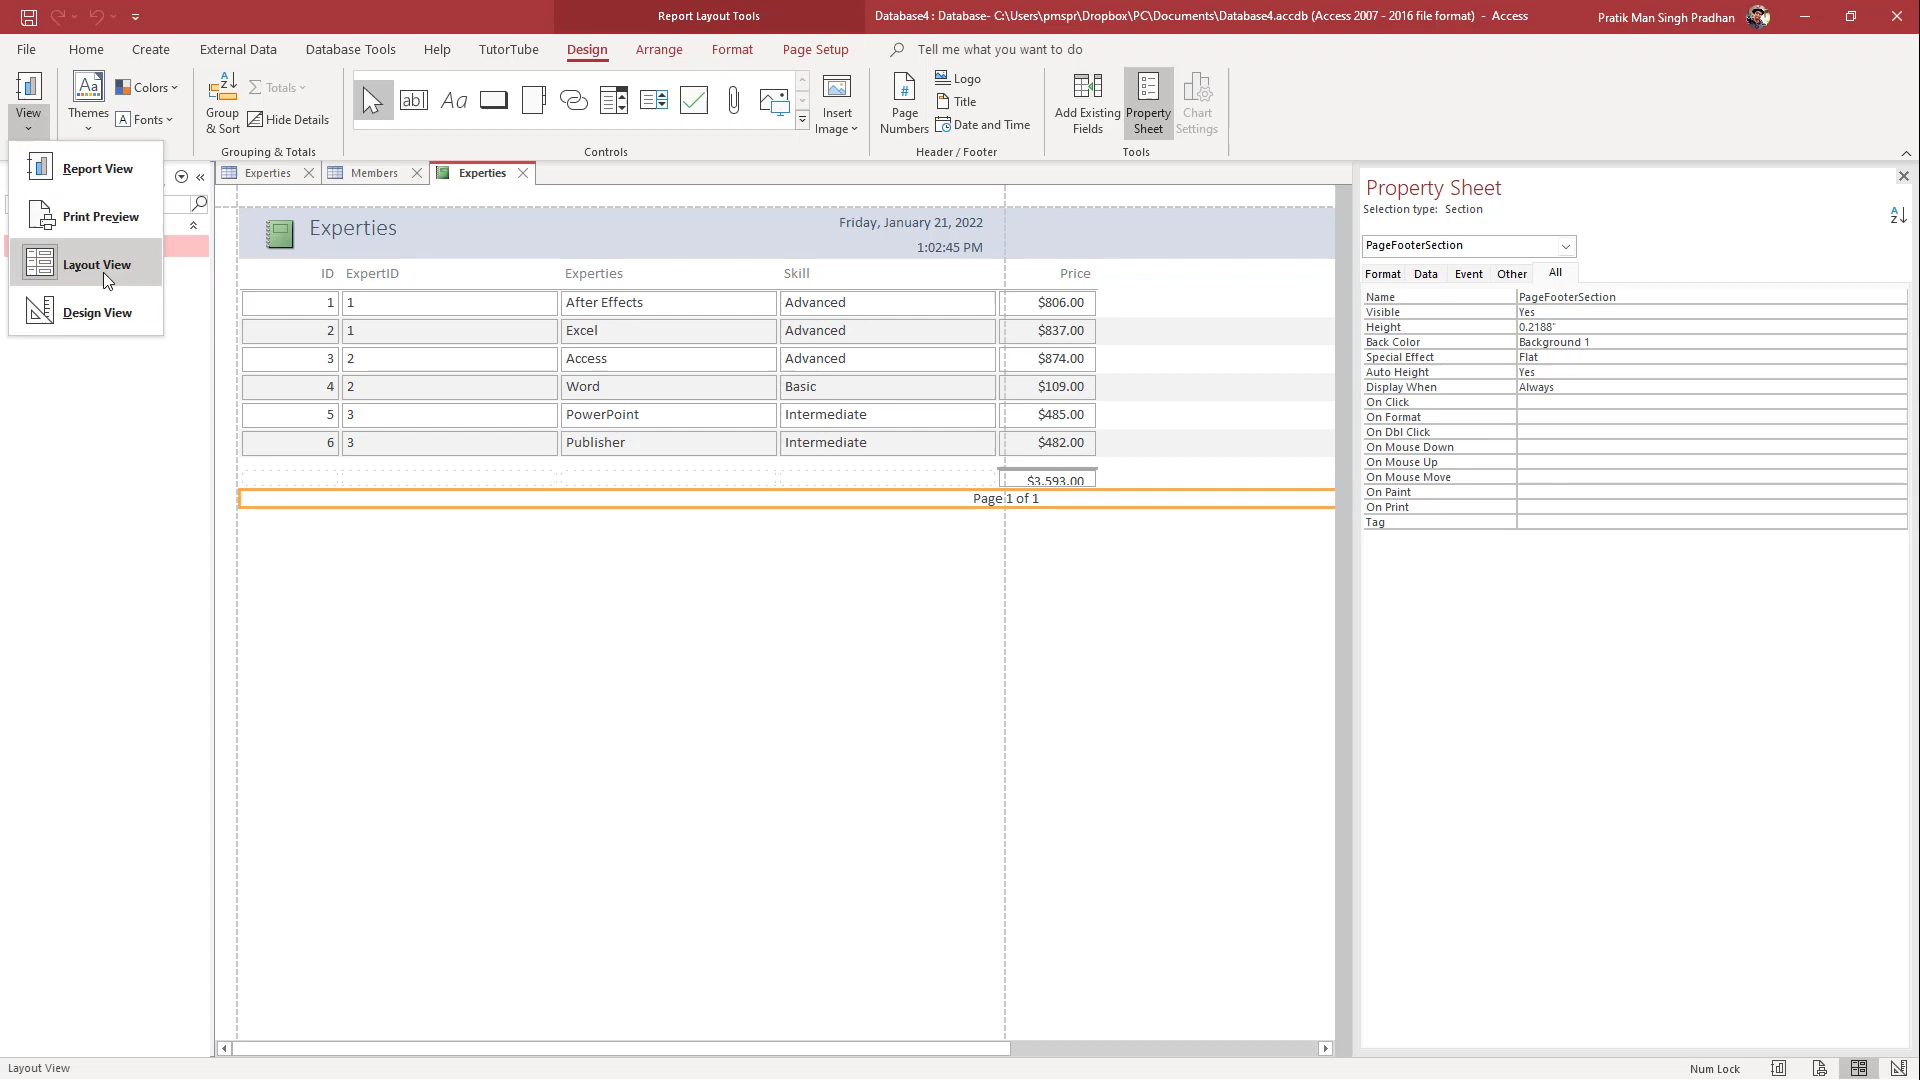 Report Layout Tools
Database4 : Database- C:\Users\pmspr\Dropbox\PC\Documents\Database4.accdb (Access 2007 - 2016 file format) - Access
Pratik Man Singh Pradhan
File Home Create External Data Database Tools Help TutorTube Design Arrange Format Page Setup Tell me what you want to do
View
Themes
Colors
Fonts
Group & Sort
Totals
Hide Details
Grouping & Totals
ab|
Aa
Controls
Insert Image
Page Numbers
Logo
Title
Date and Time
Header / Footer
Add Existing Fields
Property Sheet
Chart Settings
Tools
Report View
Print Preview
Layout View
Design View
Experties Members Experties
Experties
Friday, January 21, 2022
1:02:45 PM
ID ExpertID Experties Skill Price
1 1 After Effects Advanced $806.00
2 1 Excel Advanced $837.00
3 2 Access Advanced $874.00
4 2 Word Basic $109.00
5 3 PowerPoint Intermediate $485.00
6 3 Publisher Intermediate $482.00
$3,593.00
Page 1 of 1
Property Sheet
Selection type: Section
PageFooterSection
Format Data Event Other All
Name PageFooterSection
Visible Yes
Height 0.2188"
Back Color Background 1
Special Effect Flat
Auto Height Yes
Display When Always
On Click
On Format
On Dbl Click
On Mouse Down
On Mouse Up
On Mouse Move
On Paint
On Print
Tag
Layout View
Num Lock